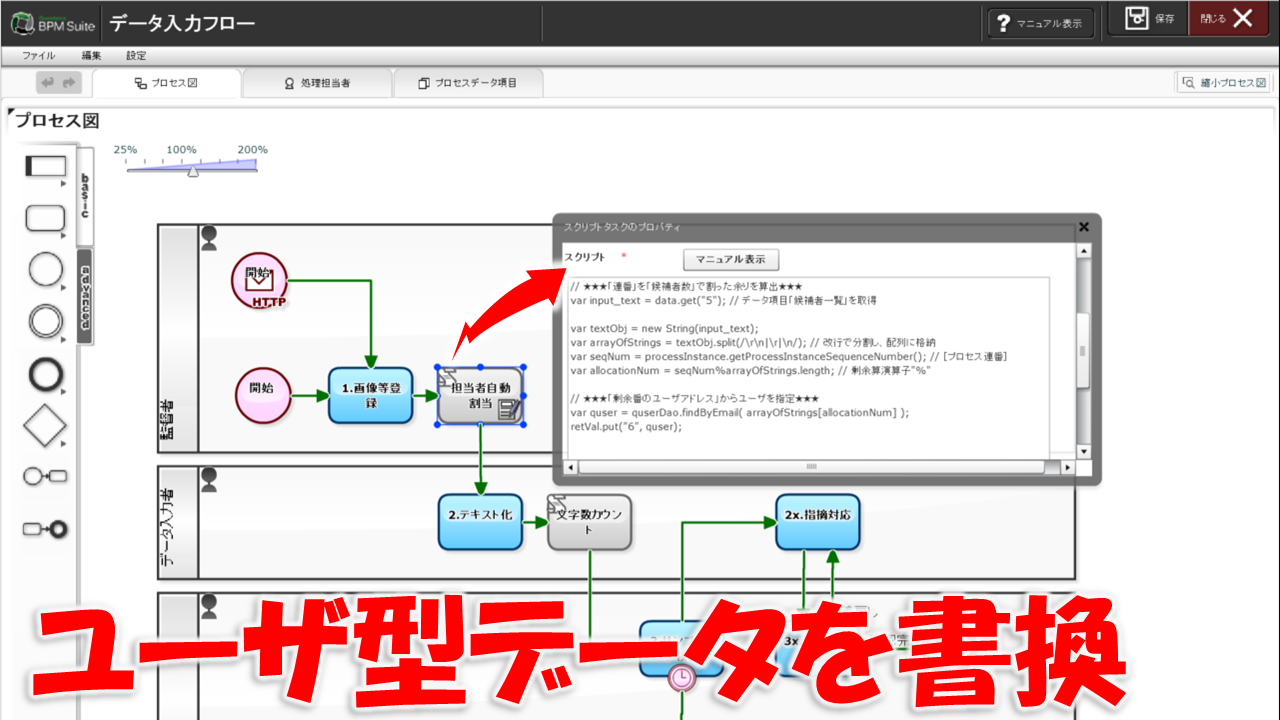 BPM Suite
データ入力フロー
? マニュアル表示
保存
閉じる
ファイル 編集 設定
プロセス図
処理担当者
プロセスデータ項目
縮小プロセス図
プロセス図
25% 100% 200%
basic
advanced
監督者
開始
HTTP
開始
1.画像等登
録
担当者自動
割当
スクリプトタスクのプロパティ
スクリプト *
マニュアル表示
// ★★★「連番」を「候補者数」で割った余りを算出★★★
var input_text = data.get("5"); // データ項目「候補者一覧」を取得
var textObj = new String(input_text);
var arrayOfStrings = textObj.split(/\r\n|\r|\n/); // 改行で分割し、配列に格納
var seqNum = processInstance.getProcessInstanceSequenceNumber(); // [プロセス連番]
var allocationNum = seqNum%arrayOfStrings.length; // 剰余算演算子"%"
// ★★★「剰余番のユーザアドレス」からユーザを指定★★★
var quser = quserDao.findByEmail( arrayOfStrings[allocationNum] );
retVal.put("6", quser);
データ入力者
2.テキスト化
文字数カウン
ト
2x.指摘対応
3x
ユーザ型データを書換